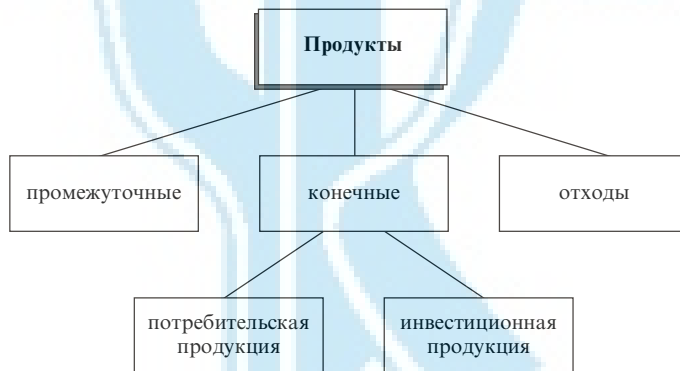 Продукты
промежуточные
конечные
отходы
потребительская
продукция
инвестиционная
продукция